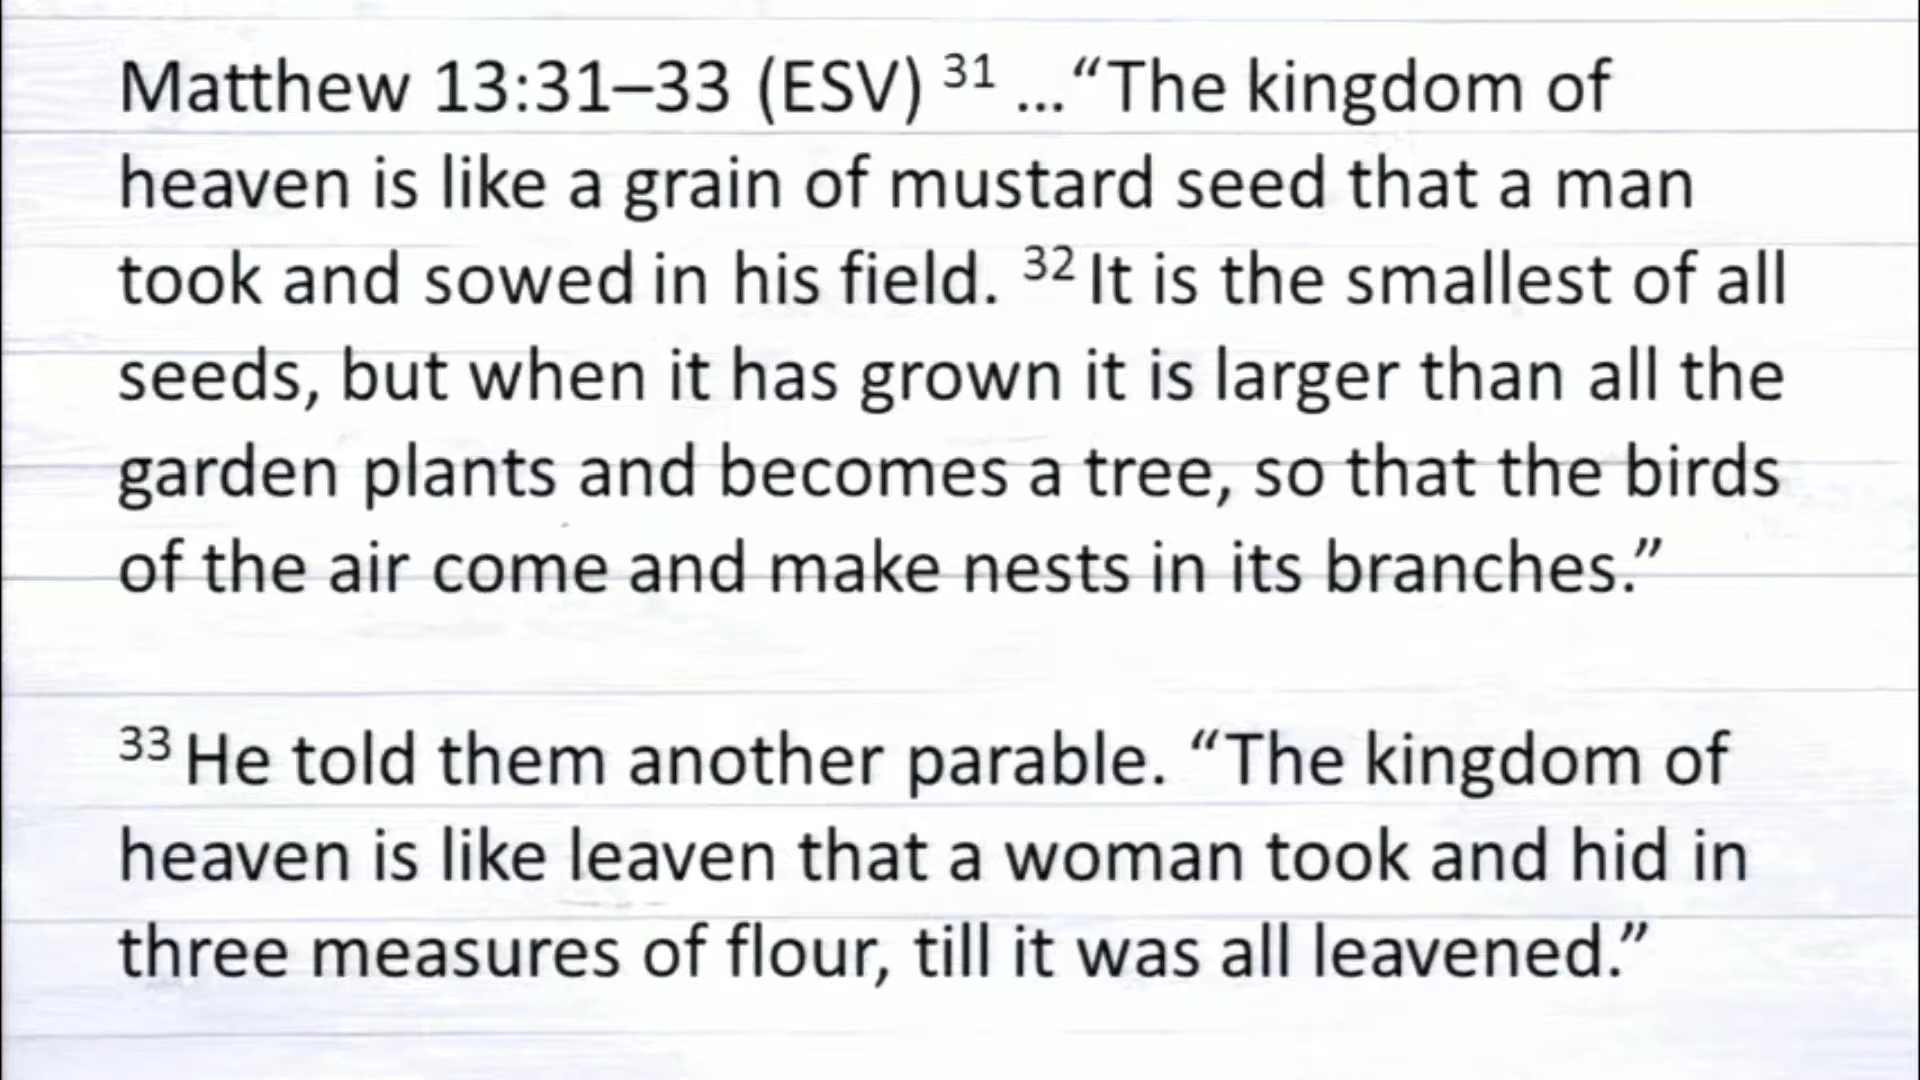 Matthew 13:31–33 (ESV) 31 ...“The kingdom of
heaven is like a grain of mustard seed that a man
took and sowed in his field. 32 It is the smallest of all
seeds, but when it has grown it is larger than all the
garden plants and becomes a tree, so that the birds
of the air come and make nests in its branches.”
33 He told them another parable. “The kingdom of
heaven is like leaven that a woman took and hid in
three measures of flour, till it was all leavened.”